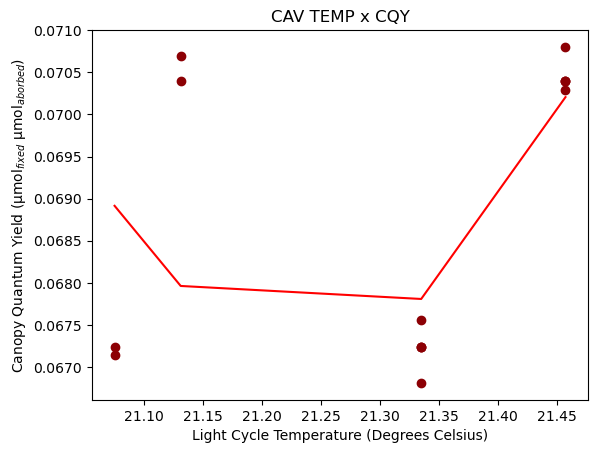 CAV TEMP x CQY
Canopy Quantum Yield (µmol_fixed µmol_aborbed)
0.0710
0.0705
0.0700
0.0695
0.0690
0.0685
0.0680
0.0675
0.0670
21.10 21.15 21.20 21.25 21.30 21.35 21.40 21.45
Light Cycle Temperature (Degrees Celsius)